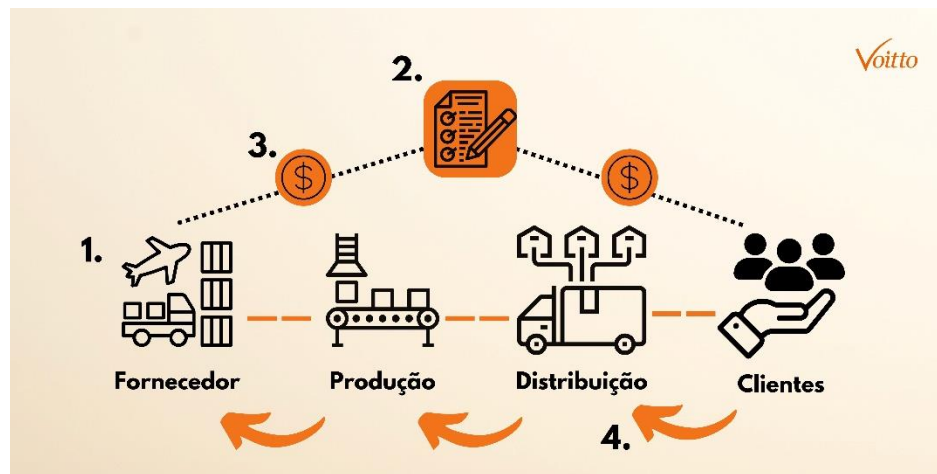 Voitto
2.
3.
$ $
1.
Fornecedor Produção Distribuição Clientes
4.